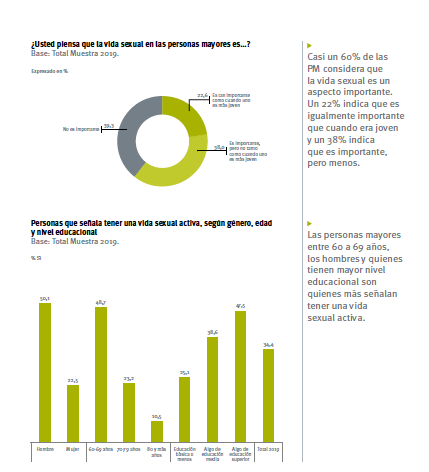 ¿Usted piensa que la vida sexual en las personas mayores es...?
Base: Total Muestra 2019.
Expresado en %
22,6
Es tan importante
como cuando uno
es más joven
No es importante
39,3
38,0
Es importante,
pero no como
como cuando uno
es más joven
Casi un 60% de las
PM considera que
la vida sexual es un
aspecto importante.
Un 22% indica que es
igualmente importante
que cuando era joven
y un 38% indica
que es importante,
pero menos.
Personas que señala tener una vida sexual activa, según género, edad
y nivel educacional
Base: Total Muestra 2019.
% Sí
50,1
22,5
48,7
23,2
10,5
25,1
38,6
47,5
34,4
Hombre
Mujer
60-69 años
70-79 años
80 y más
años
Educación
básica o
menos
Algo de
educación
media
Algo de
educación
superior
Total 2019
Las personas mayores
entre 60 a 69 años,
los hombres y quienes
tienen mayor nivel
educacional son
quienes más señalan
tener una vida
sexual activa.